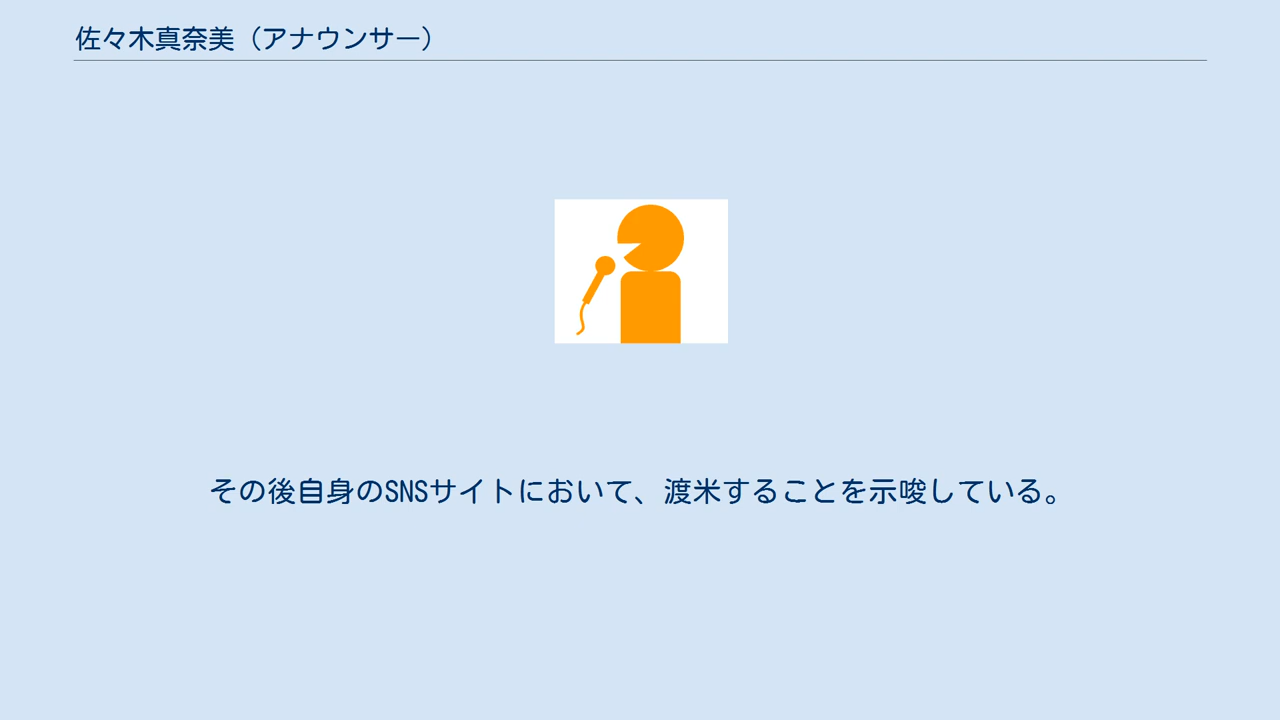 佐々木真奈美（アナウンサー）
その後自身のSNSサイトにおいて、渡米することを示唆している。